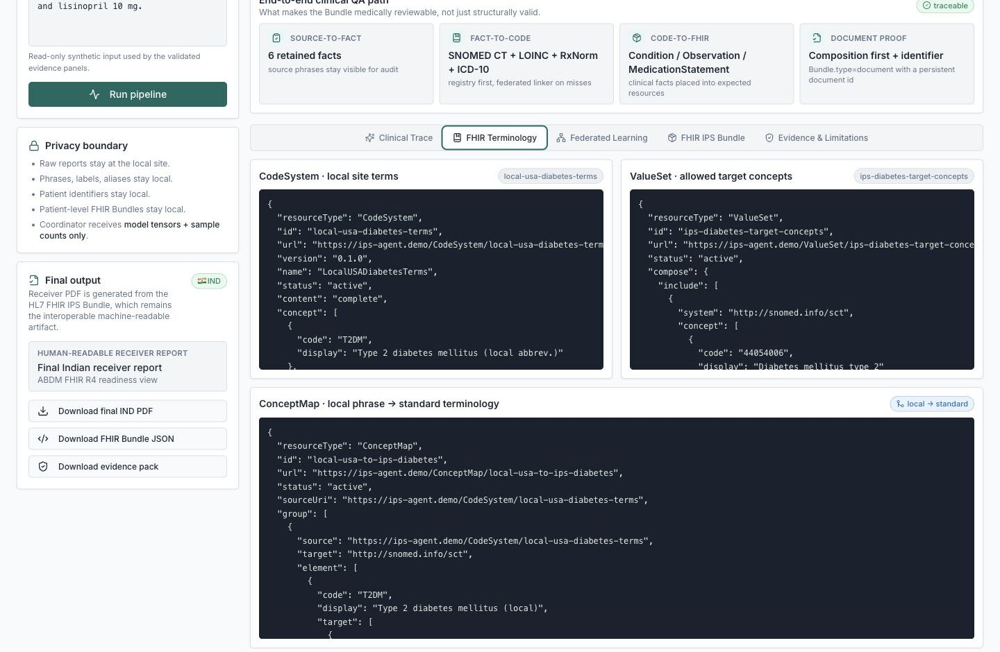 and lisinopril 10 mg.
Read-only synthetic input used by the validated
evidence panels.
Run pipeline
Privacy boundary
• Raw reports stay at the local site.
• Phrases, labels, aliases stay local.
• Patient identifiers stay local.
• Patient-level FHIR Bundles stay local.
• Coordinator receives model tensors + sample
counts only.
Final output
IND
Receiver PDF is generated from the
HL7 FHIR IPS Bundle, which remains
the interoperable machine-readable
artifact.
HUMAN-READABLE RECEIVER REPORT
Final Indian receiver report
ABDM FHIR R4 readiness view
Download final IND PDF
Download FHIR Bundle JSON
Download evidence pack
End-to-end clinical QA path
What makes the Bundle medically reviewable, not just structurally valid.
traceable
SOURCE-TO-FACT
6 retained facts
source phrases stay visible for audit
FACT-TO-CODE
SNOMED CT + LOINC + RxNorm
+ ICD-10
registry first, federated linker on misses
CODE-TO-FHIR
Condition / Observation /
MedicationStatement
clinical facts placed into expected
resources
DOCUMENT PROOF
Composition first + identifier
Bundle.type=document with a persistent
document id
Clinical Trace
FHIR Terminology
Federated Learning
FHIR IPS Bundle
Evidence & Limitations
CodeSystem · local site terms
local-usa-diabetes-terms
{
"resourceType": "CodeSystem",
"id": "local-usa-diabetes-terms",
"url": "https://ips-agent.demo/CodeSystem/local-usa-diabetes-term
"version": "0.1.0",
"name": "LocalUSADiabetesTerms",
"status": "active",
"content": "complete",
"concept": [
{
"code": "T2DM",
"display": "Type 2 diabetes mellitus (local abbrev.)"
},
ValueSet · allowed target concepts
ips-diabetes-target-concepts
{
"resourceType": "ValueSet",
"id": "ips-diabetes-target-concepts",
"url": "https://ips-agent.demo/ValueSet/ips-diabetes-target-conce
"status": "active",
"compose": {
"include": [
{
"system": "http://snomed.info/sct",
"concept": [
{
"code": "44054006",
"display": "Diabetes mellitus type 2"
ConceptMap · local phrase → standard terminology
local → standard
{
"resourceType": "ConceptMap",
"id": "local-usa-to-ips-diabetes",
"url": "https://ips-agent.demo/ConceptMap/local-usa-to-ips-diabetes",
"status": "active",
"sourceUri": "https://ips-agent.demo/CodeSystem/local-usa-diabetes-terms",
"group": [
{
"source": "https://ips-agent.demo/CodeSystem/local-usa-diabetes-terms",
"target": "http://snomed.info/sct",
"element": [
{
"code": "T2DM",
"display": "Type 2 diabetes mellitus (local)",
"target": [
{